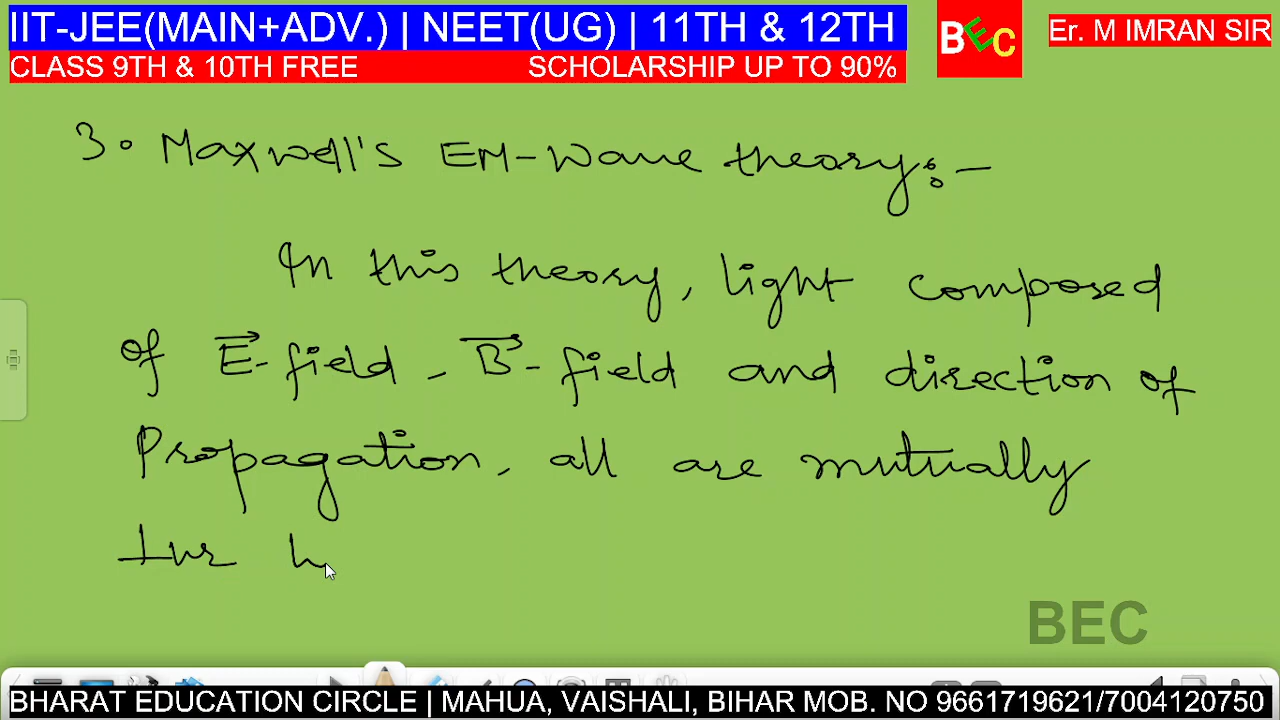 IIT-JEE(MAIN+ADV.) | NEET(UG) | 11TH & 12TH
CLASS 9TH & 10TH FREE SCHOLARSHIP UP TO 90%
BEC
Er. M IMRAN SIR
3. Maxwell's EM-Wave theory:-
In this theory, light composed
of E-field, B-field and direction of
Propagation, all are mutually
⊥ur
BEC
BHARAT EDUCATION CIRCLE | MAHUA, VAISHALI, BIHAR MOB. NO 9661719621/7004120750